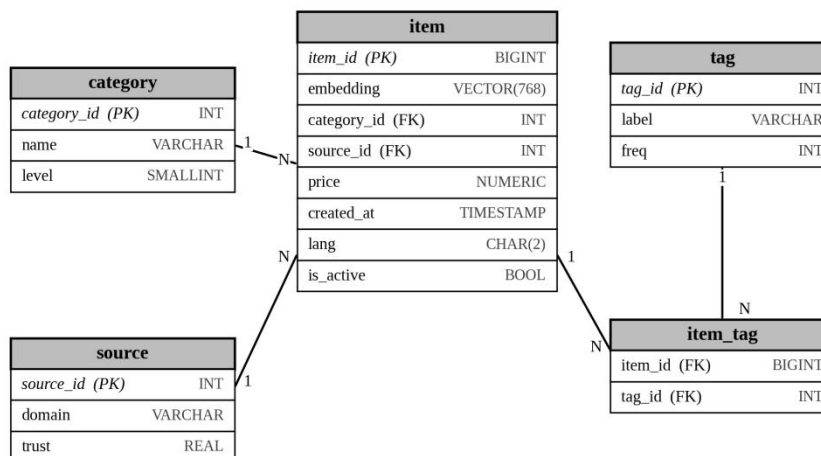 item
item_id (PK) BIGINT
embedding VECTOR(768)
category_id (FK) INT
source_id (FK) INT
price NUMERIC
created_at TIMESTAMP
lang CHAR(2)
is_active BOOL
category
category_id (PK) INT
name VARCHAR
level SMALLINT
1
N
tag
tag_id (PK) INT
label VARCHAR
freq INT
1
N
N
1
1
N
source
source_id (PK) INT
domain VARCHAR
trust REAL
item_tag
item_id (FK) BIGINT
tag_id (FK) INT